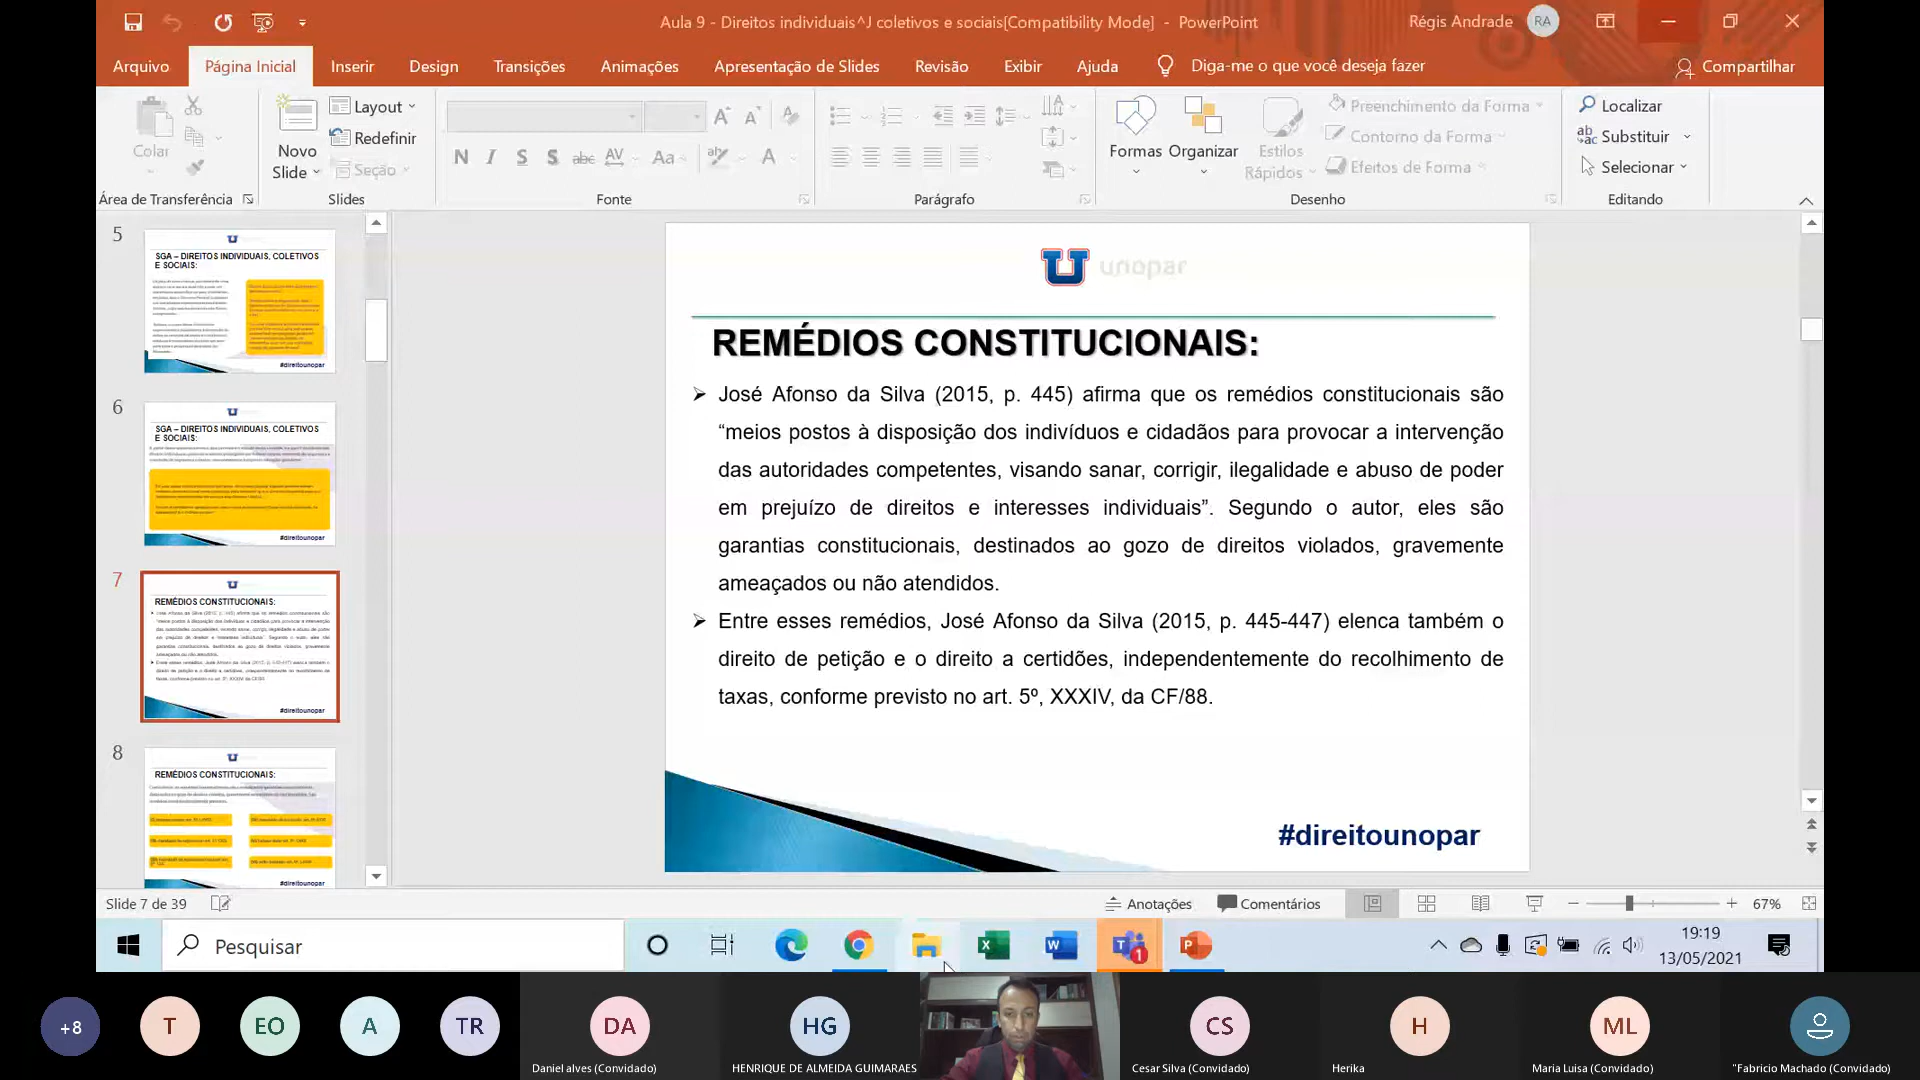 Aula 9 - Direitos individuais^J coletivos e sociais[Compatibility Mode] - PowerPoint
Régis Andrade
RA
Arquivo
Página Inicial
Inserir
Design
Transições
Animações
Apresentação de Slides
Revisão
Exibir
Ajuda
Diga-me o que você deseja fazer
Compartilhar
Colar
Novo
Slide
Layout
Redefinir
Seção
N I S S abc AV Aa A
Formas
Organizar
Estilos
Rápidos
Preenchimento da Forma
Contorno da Forma
Efeitos de Forma
Localizar
Substituir
Selecionar
Área de Transferência
Slides
Fonte
Parágrafo
Desenho
Editando
5
SGA – DIREITOS INDIVIDUAIS, COLETIVOS
E SOCIAIS:
#direitounopar
6
SGA – DIREITOS INDIVIDUAIS, COLETIVOS
E SOCIAIS:
#direitounopar
7
REMÉDIOS CONSTITUCIONAIS:
#direitounopar
8
REMÉDIOS CONSTITUCIONAIS:
#direitounopar
unopar
REMÉDIOS CONSTITUCIONAIS:
José Afonso da Silva (2015, p. 445) afirma que os remédios constitucionais são
“meios postos à disposição dos indivíduos e cidadãos para provocar a intervenção
das autoridades competentes, visando sanar, corrigir, ilegalidade e abuso de poder
em prejuízo de direitos e interesses individuais”. Segundo o autor, eles são
garantias constitucionais, destinados ao gozo de direitos violados, gravemente
ameaçados ou não atendidos.
Entre esses remédios, José Afonso da Silva (2015, p. 445-447) elenca também o
direito de petição e o direito a certidões, independentemente do recolhimento de
taxas, conforme previsto no art. 5º, XXXIV, da CF/88.
#direitounopar
Slide 7 de 39
Anotações
Comentários
67%
Pesquisar
19:19
13/05/2021
+8
T
EO
A
TR
DA
HG
CS
H
ML
Daniel alves (Convidado)
HENRIQUE DE ALMEIDA GUIMARAES
Cesar Silva (Convidado)
Herika
Maria Luisa (Convidado)
"Fabricio Machado (Convidado)